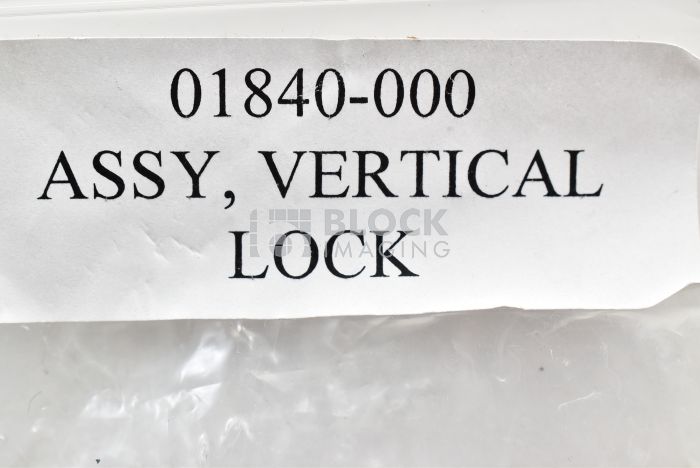 01840-000
ASSY, VERTICAL
BLOCK
IMAGING
LOCK